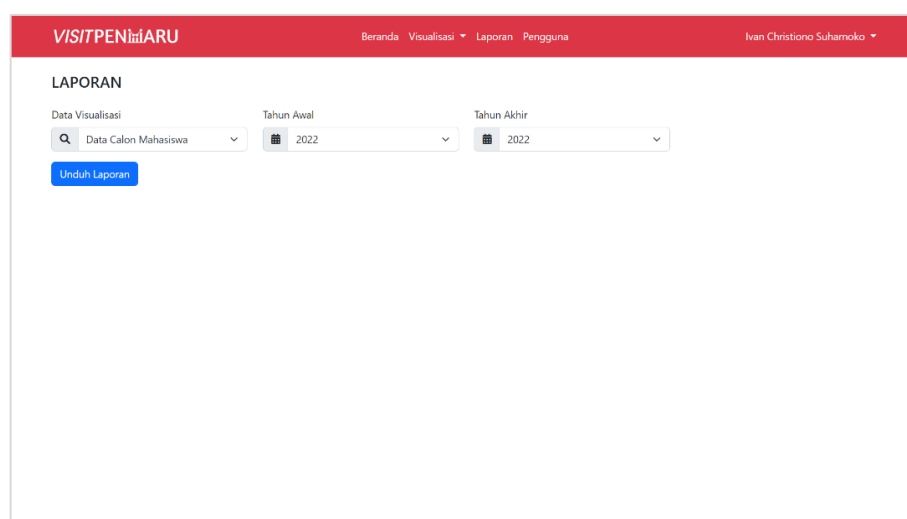 VISITPENMARU Beranda Visualisasi Laporan Pengguna Ivan Christiono Suharnoko
LAPORAN
Data Visualisasi Tahun Awal Tahun Akhir
Data Calon Mahasiswa 2022 2022
Unduh Laporan